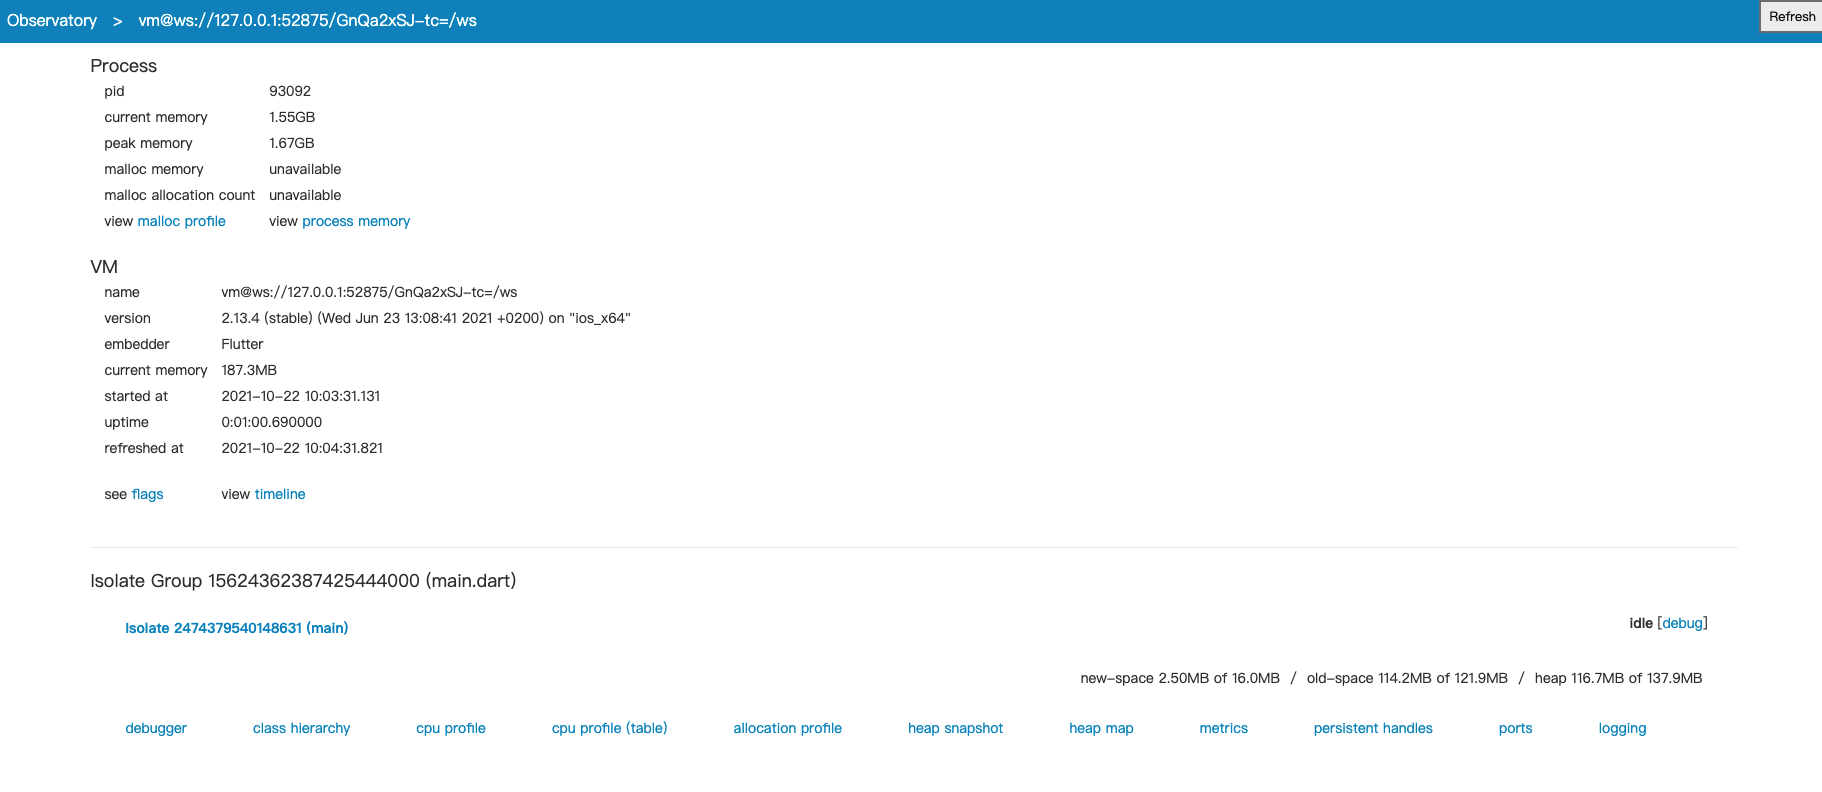 Observatory > vm@ws://127.0.0.1:52875/GnQa2xSJ-tc=/ws Refresh
Process
pid 93092
current memory 1.55GB
peak memory 1.67GB
malloc memory unavailable
malloc allocation count unavailable
view malloc profile view process memory
VM
name vm@ws://127.0.0.1:52875/GnQa2xSJ-tc=/ws
version 2.13.4 (stable) (Wed Jun 23 13:08:41 2021 +0200) on "ios_x64"
embedder Flutter
current memory 187.3MB
started at 2021-10-22 10:03:31.131
uptime 0:01:00.690000
refreshed at 2021-10-22 10:04:31.821
see flags view timeline
Isolate Group 15624362387425444000 (main.dart)
Isolate 2474379540148631 (main) idle [debug]
new-space 2.50MB of 16.0MB / old-space 114.2MB of 121.9MB / heap 116.7MB of 137.9MB
debugger class hierarchy cpu profile cpu profile (table) allocation profile heap snapshot heap map metrics persistent handles ports logging